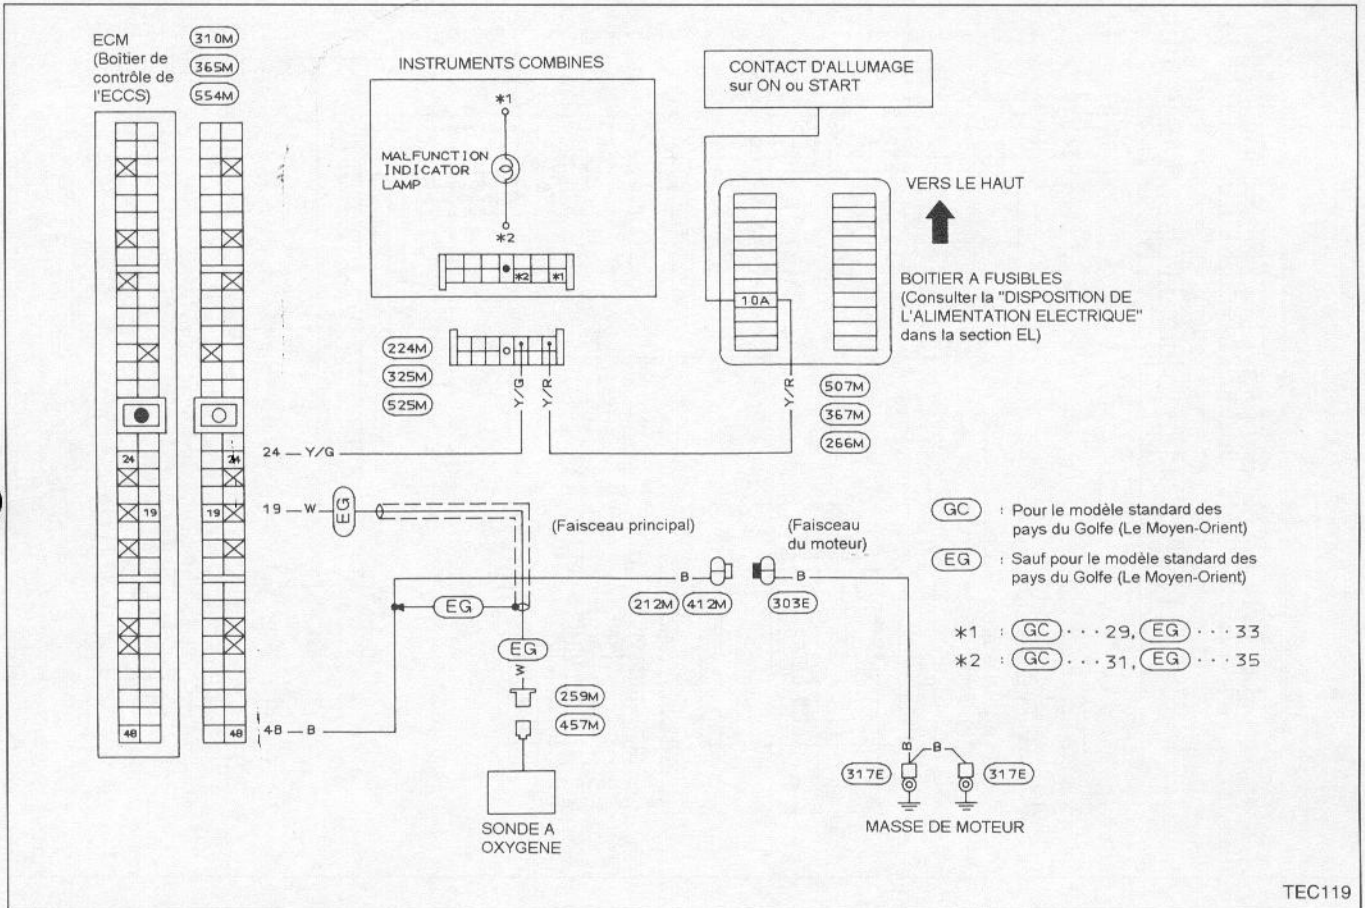 ECM
(Boîtier de
contrôle de
l'ECCS)
310M
365M
554M
INSTRUMENTS COMBINES
*1
MALFUNCTION
INDICATOR
LAMP
*2
*2 *1
CONTACT D'ALLUMAGE
sur ON ou START
VERS LE HAUT
BOITIER A FUSIBLES
(Consulter la "DISPOSITION DE
L'ALIMENTATION ELECTRIQUE"
dans la section EL)
10A
224M
325M
525M
Y/G
Y/R
Y/R
507M
367M
266M
24
24
24 Y/G
19
19
19 W
EG
(Faisceau principal)
(Faisceau
du moteur)
B
B
212M 412M
303E
EG
EG
W
259M
457M
48
48
48 B
SONDE A
OXYGENE
GC : Pour le modèle standard des
pays du Golfe (Le Moyen-Orient)
EG : Sauf pour le modèle standard des
pays du Golfe (Le Moyen-Orient)
*1 : GC ··· 29, EG ··· 33
*2 : GC ··· 31, EG ··· 35
B
B
317E
317E
MASSE DE MOTEUR
TEC119